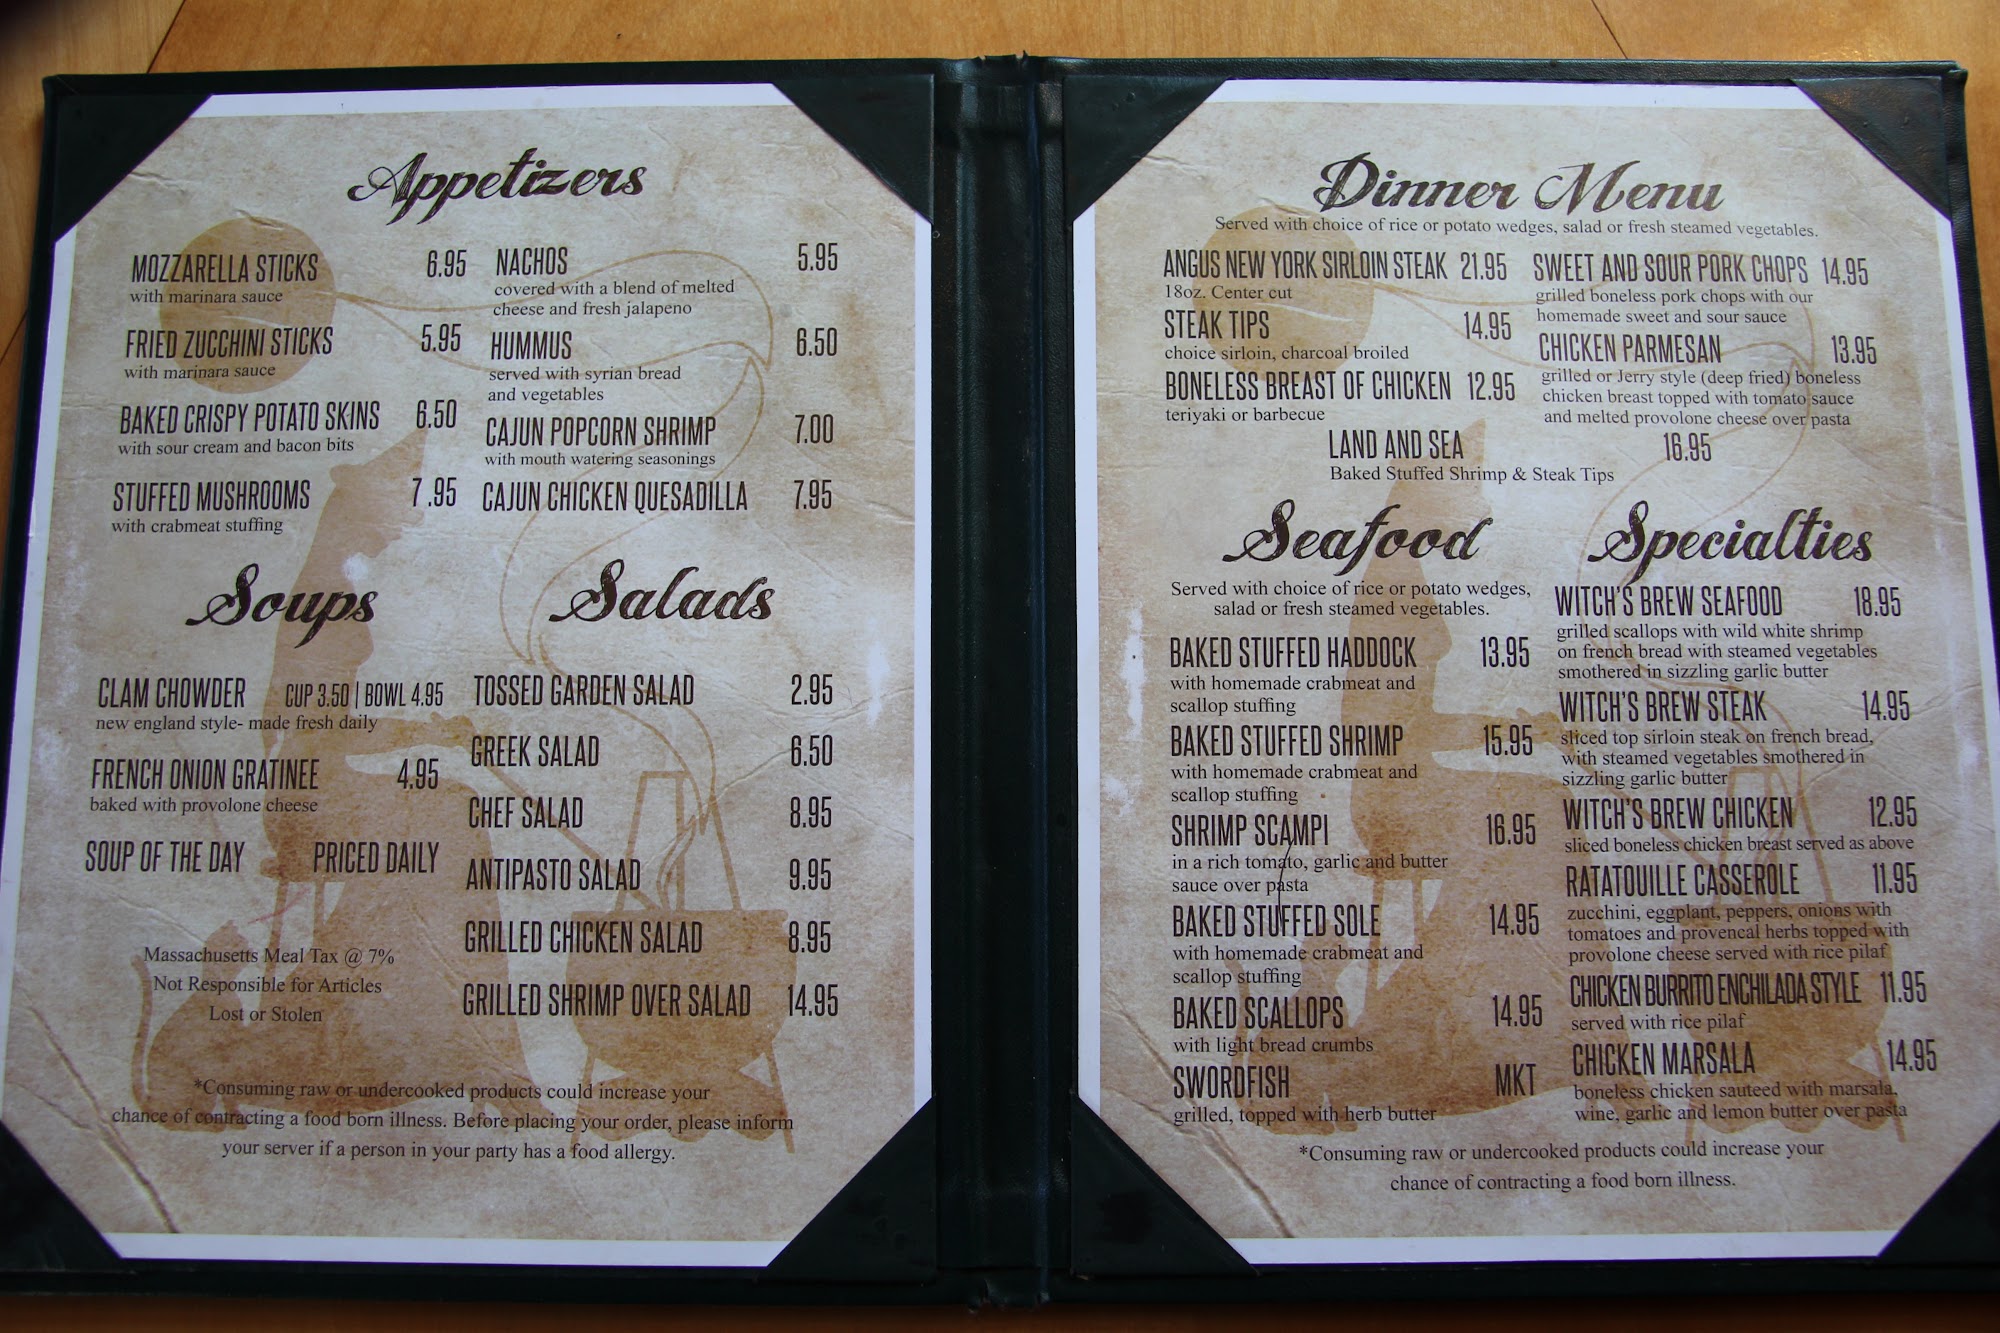 Appetizers
MOZZARELLA STICKS 6.95
with marinara sauce
FRIED ZUCCHINI STICKS 5.95
with marinara sauce
BAKED CRISPY POTATO SKINS 6.50
with sour cream and bacon bits
STUFFED MUSHROOMS 7.95
with crabmeat stuffing
NACHOS 5.95
covered with a blend of melted
cheese and fresh jalapeno
HUMMUS 6.50
served with syrian bread
and vegetables
CAJUN POPCORN SHRIMP 7.00
with mouth watering seasonings
CAJUN CHICKEN QUESADILLA 7.95
Soups
CLAM CHOWDER CUP 3.50 | BOWL 4.95
new england style- made fresh daily
FRENCH ONION GRATINEE 4.95
baked with provolone cheese
SOUP OF THE DAY PRICED DAILY
Massachusetts Meal Tax @ 7%
Not Responsible for Articles
Lost or Stolen
Salads
TOSSED GARDEN SALAD 2.95
GREEK SALAD 6.50
CHEF SALAD 8.95
ANTIPASTO SALAD 9.95
GRILLED CHICKEN SALAD 8.95
GRILLED SHRIMP OVER SALAD 14.95
*Consuming raw or undercooked products could increase your
chance of contracting a food born illness. Before placing your order, please inform
your server if a person in your party has a food allergy.
Dinner Menu
Served with choice of rice or potato wedges, salad or fresh steamed vegetables.
ANGUS NEW YORK SIRLOIN STEAK 21.95
18oz. Center cut
STEAK TIPS 14.95
choice sirloin, charcoal broiled
BONELESS BREAST OF CHICKEN 12.95
teriyaki or barbecue
SWEET AND SOUR PORK CHOPS 14.95
grilled boneless pork chops with our
homemade sweet and sour sauce
CHICKEN PARMESAN 13.95
grilled or Jerry style (deep fried) boneless
chicken breast topped with tomato sauce
and melted provolone cheese over pasta
LAND AND SEA 16.95
Baked Stuffed Shrimp & Steak Tips
Seafood
Served with choice of rice or potato wedges,
salad or fresh steamed vegetables.
BAKED STUFFED HADDOCK 13.95
with homemade crabmeat and
scallop stuffing
BAKED STUFFED SHRIMP 15.95
with homemade crabmeat and
scallop stuffing
SHRIMP SCAMPI 16.95
in a rich tomato, garlic and butter
sauce over pasta
BAKED STUFFED SOLE 14.95
with homemade crabmeat and
scallop stuffing
BAKED SCALLOPS 14.95
with light bread crumbs
SWORDFISH MKT
grilled, topped with herb butter
Specialties
WITCH'S BREW SEAFOOD 18.95
grilled scallops with wild white shrimp
on french bread with steamed vegetables
smothered in sizzling garlic butter
WITCH'S BREW STEAK 14.95
sliced top sirloin steak on french bread,
with steamed vegetables smothered in
sizzling garlic butter
WITCH'S BREW CHICKEN 12.95
sliced boneless chicken breast served as above
RATATOUILLE CASSEROLE 11.95
zucchini, eggplant, peppers, onions with
tomatoes and provencal herbs topped with
provolone cheese served with rice pilaf
CHICKEN BURRITO ENCHILADA STYLE 11.95
served with rice pilaf
CHICKEN MARSALA 14.95
boneless chicken sauteed with marsala,
wine, garlic and lemon butter over pasta
*Consuming raw or undercooked products could increase your
chance of contracting a food born illness.